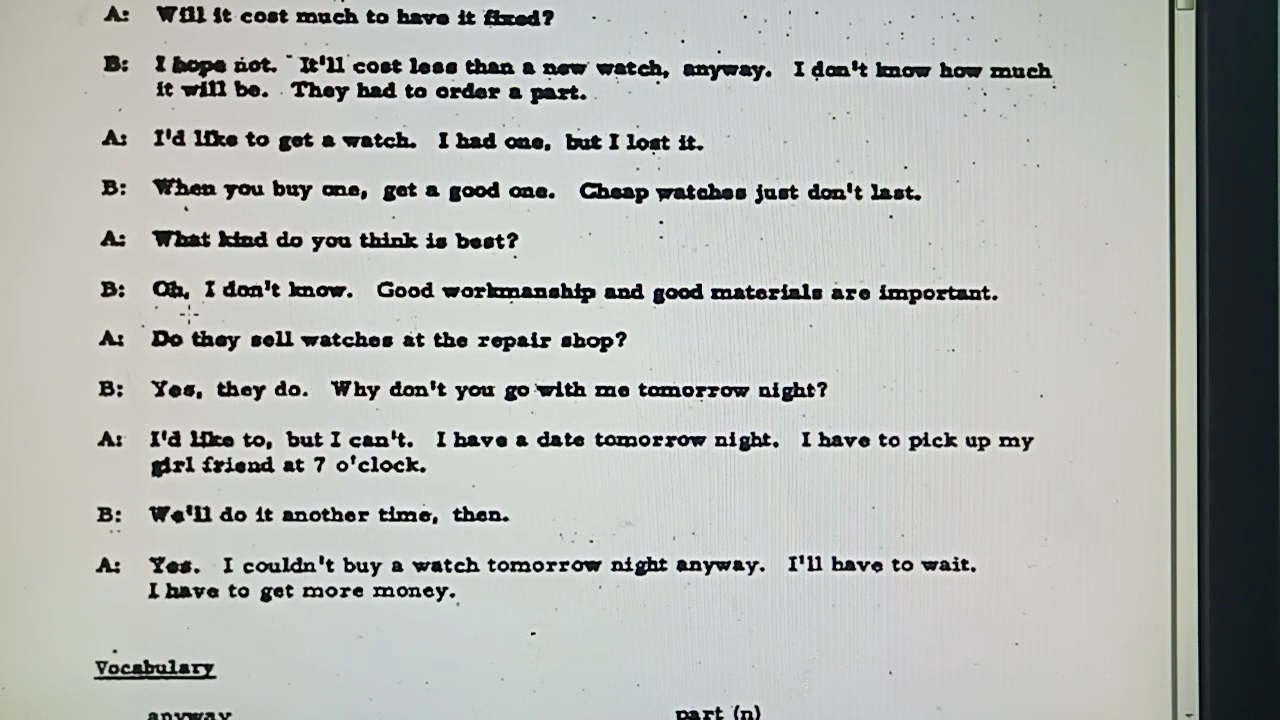 A: Will it cost much to have it fixed?
B: I hope not. It'll cost less than a new watch, anyway. I don't know how much
it will be. They had to order a part.
A: I'd like to get a watch. I had one, but I lost it.
B: When you buy one, get a good one. Cheap watches just don't last.
A: What kind do you think is best?
B: Oh, I don't know. Good workmanship and good materials are important.
A: Do they sell watches at the repair shop?
B: Yes, they do. Why don't you go with me tomorrow night?
A: I'd like to, but I can't. I have a date tomorrow night. I have to pick up my
girl friend at 7 o'clock.
B: We'll do it another time, then.
A: Yes. I couldn't buy a watch tomorrow night anyway. I'll have to wait.
I have to get more money.
Vocabulary
anyway part (n)